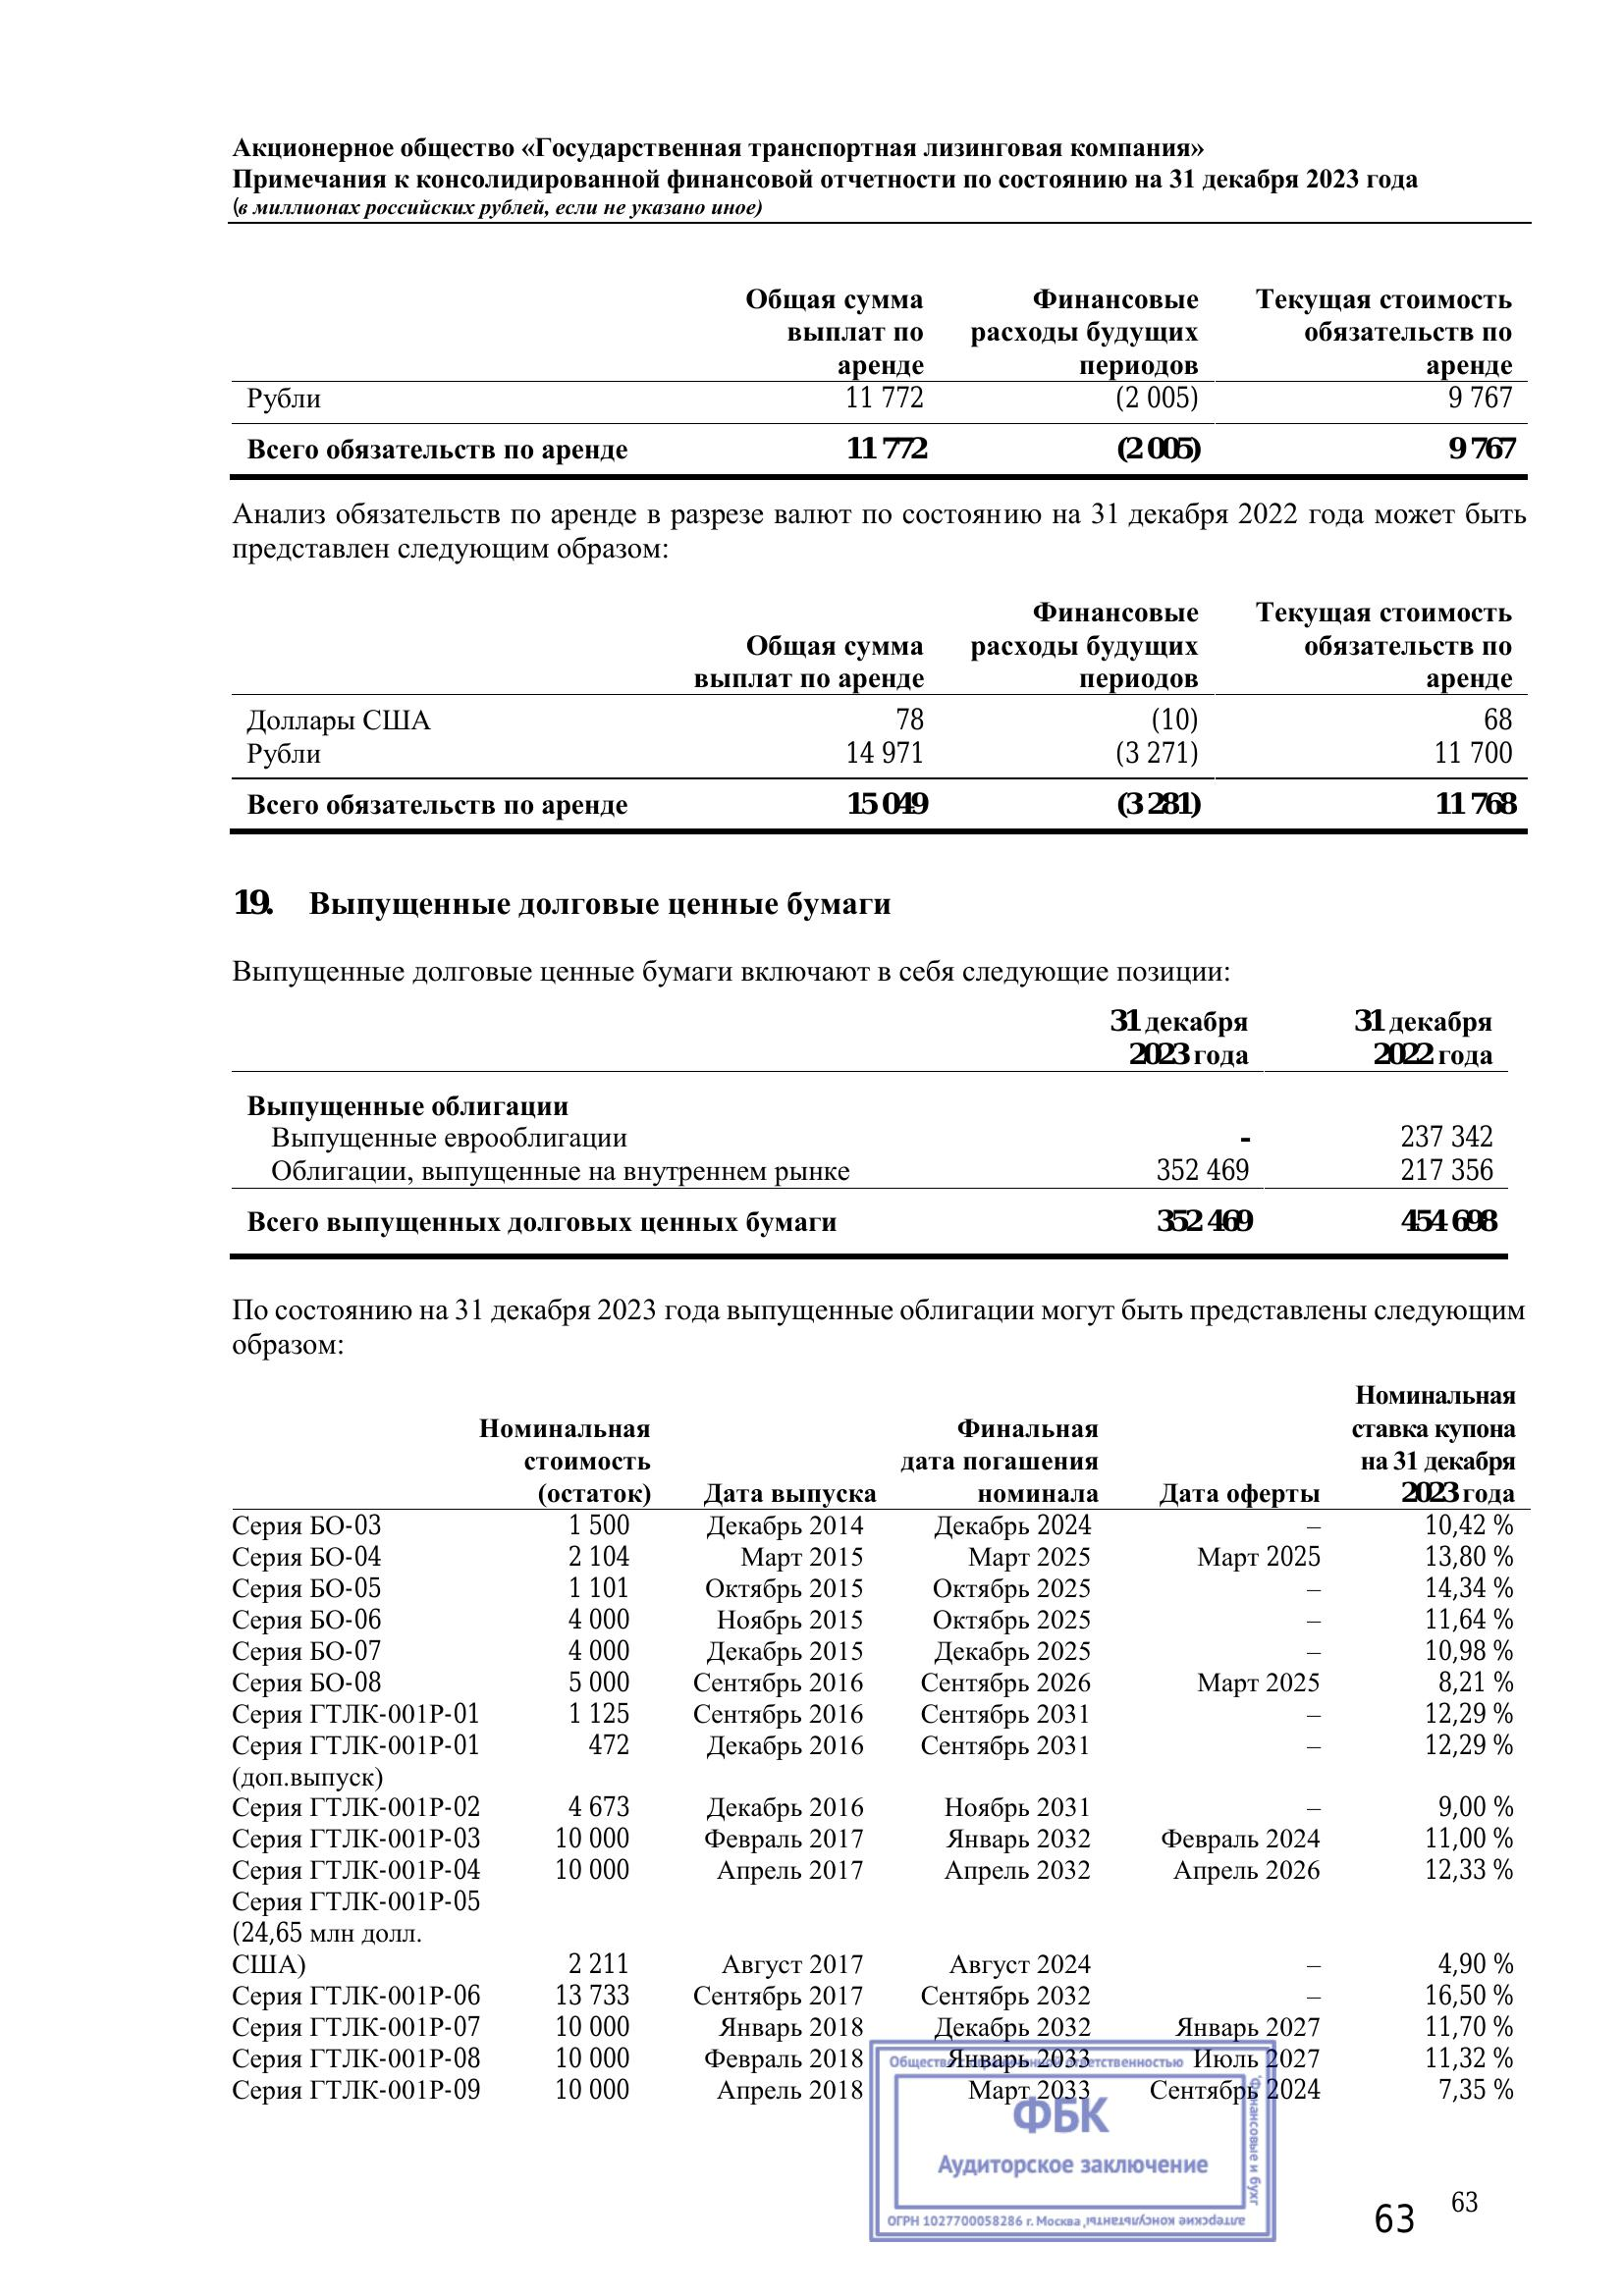 Акционерное общество «Государственная транспортная лизинговая компания»
Примечания к консолидированной финансовой отчетности по состоянию на 31 декабря 2023 года
(в миллионах российских рублей, если не указано иное)
Общая сумма выплат по аренде Финансовые расходы будущих периодов Текущая стоимость обязательств по аренде
Рубли 11 772 (2 005) 9 767
Всего обязательств по аренде 11 772 (2 005) 9 767
Анализ обязательств по аренде в разрезе валют по состоянию на 31 декабря 2022 года может быть
представлен следующим образом:
Общая сумма выплат по аренде Финансовые расходы будущих периодов Текущая стоимость обязательств по аренде
Доллары США 78 (10) 68
Рубли 14 971 (3 271) 11 700
Всего обязательств по аренде 15 049 (3 281) 11 768
19. Выпущенные долговые ценные бумаги
Выпущенные долговые ценные бумаги включают в себя следующие позиции:
31 декабря 2023 года 31 декабря 2022 года
Выпущенные облигации
Выпущенные еврооблигации - 237 342
Облигации, выпущенные на внутреннем рынке 352 469 217 356
Всего выпущенных долговых ценных бумаги 352 469 454 698
По состоянию на 31 декабря 2023 года выпущенные облигации могут быть представлены следующим
образом:
Номинальная стоимость (остаток) Дата выпуска Финальная дата погашения номинала Дата оферты Номинальная ставка купона на 31 декабря 2023 года
Серия БО-03 1 500 Декабрь 2014 Декабрь 2024 – 10,42 %
Серия БО-04 2 104 Март 2015 Март 2025 Март 2025 13,80 %
Серия БО-05 1 101 Октябрь 2015 Октябрь 2025 – 14,34 %
Серия БО-06 4 000 Ноябрь 2015 Октябрь 2025 – 11,64 %
Серия БО-07 4 000 Декабрь 2015 Декабрь 2025 – 10,98 %
Серия БО-08 5 000 Сентябрь 2016 Сентябрь 2026 Март 2025 8,21 %
Серия ГТЛК-001Р-01 1 125 Сентябрь 2016 Сентябрь 2031 – 12,29 %
Серия ГТЛК-001Р-01 472 Декабрь 2016 Сентябрь 2031 – 12,29 %
(доп.выпуск)
Серия ГТЛК-001Р-02 4 673 Декабрь 2016 Ноябрь 2031 – 9,00 %
Серия ГТЛК-001Р-03 10 000 Февраль 2017 Январь 2032 Февраль 2024 11,00 %
Серия ГТЛК-001Р-04 10 000 Апрель 2017 Апрель 2032 Апрель 2026 12,33 %
Серия ГТЛК-001Р-05
(24,65 млн долл.
США) 2 211 Август 2017 Август 2024 – 4,90 %
Серия ГТЛК-001Р-06 13 733 Сентябрь 2017 Сентябрь 2032 – 16,50 %
Серия ГТЛК-001Р-07 10 000 Январь 2018 Декабрь 2032 Январь 2027 11,70 %
Серия ГТЛК-001Р-08 10 000 Февраль 2018 Январь 2033 Июль 2027 11,32 %
Серия ГТЛК-001Р-09 10 000 Апрель 2018 Март 2033 Сентябрь 2024 7,35 %
Общество с ограниченной ответственностью
"Финансовые и бухг
алтерские консультанты"
ФБК
Аудиторское заключение
ОГРН 1027700058286 г. Москва
63
63